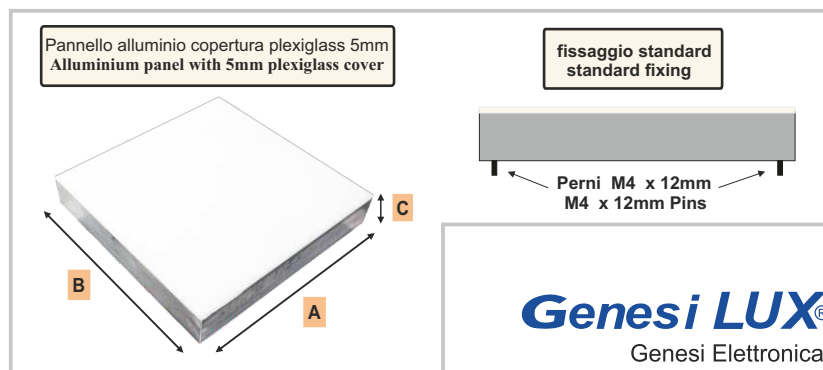 Pannello alluminio copertura plexiglass 5mm
Alluminium panel with 5mm plexiglass cover
fissaggio standard
standard fixing
Perni M4 x 12mm
M4 x 12mm Pins
C
B
A
Genesi LUX®
Genesi Elettronica